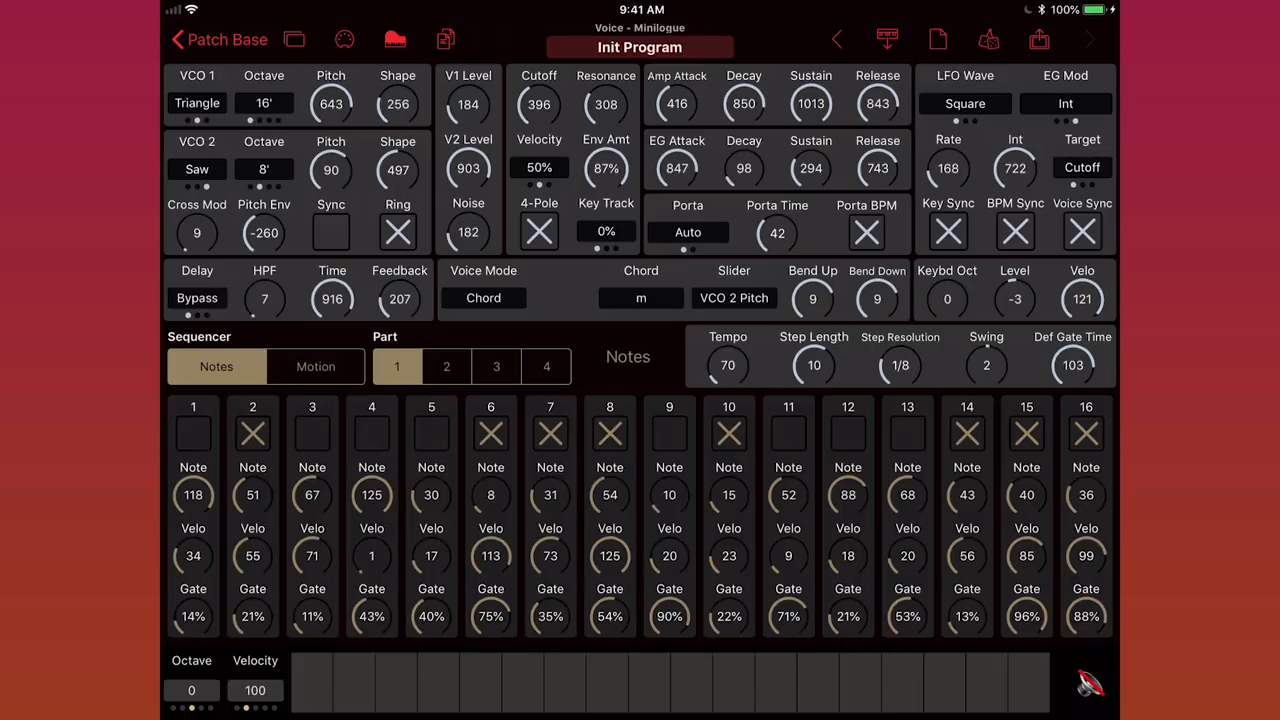 9:41 AM
100%
Voice - Minilogue
Patch Base
Init Program
VCO 1 Octave Pitch Shape
Triangle 16' 643 256
V1 Level
184
Cutoff Resonance
396 308
Amp Attack Decay Sustain Release
416 850 1013 843
LFO Wave EG Mod
Square Int
VCO 2 Octave Pitch Shape
Saw 8' 90 497
V2 Level
903
Velocity Env Amt
50% 87%
EG Attack Decay Sustain Release
847 98 294 743
Rate Int Target
168 722 Cutoff
Cross Mod Pitch Env Sync Ring
9 -260
Noise
182
4-Pole Key Track
0%
Porta Porta Time Porta BPM
Auto 42
Key Sync BPM Sync Voice Sync
Delay HPF Time Feedback
Bypass 7 916 207
Voice Mode Chord Slider Bend Up Bend Down
Chord m VCO 2 Pitch 9 9
Keybd Oct Level Velo
0 -3 121
Sequencer
Notes Motion
Part
1 2 3 4
Notes
Tempo Step Length Step Resolution Swing Def Gate Time
70 10 1/8 2 103
1 2 3 4 5 6 7 8 9 10 11 12 13 14 15 16
Note Note Note Note Note Note Note Note Note Note Note Note Note Note Note Note
118 51 67 125 30 8 31 54 10 15 52 88 68 43 40 36
Velo Velo Velo Velo Velo Velo Velo Velo Velo Velo Velo Velo Velo Velo Velo Velo
34 55 71 1 17 113 73 125 20 23 9 18 20 56 85 99
Gate Gate Gate Gate Gate Gate Gate Gate Gate Gate Gate Gate Gate Gate Gate Gate
14% 21% 11% 43% 40% 75% 35% 54% 90% 22% 71% 21% 53% 13% 96% 88%
Octave Velocity
0 100